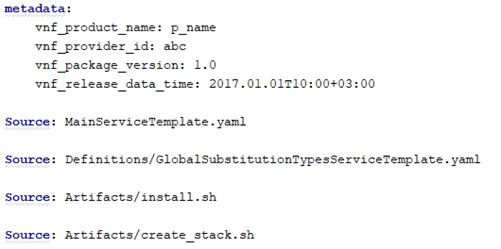 metadata:
vnf_product_name: p_name
vnf_provider_id: abc
vnf_package_version: 1.0
vnf_release_data_time: 2017.01.01T10:00+03:00
Source: MainServiceTemplate.yaml
Source: Definitions/GlobalSubstitutionTypesServiceTemplate.yaml
Source: Artifacts/install.sh
Source: Artifacts/create_stack.sh